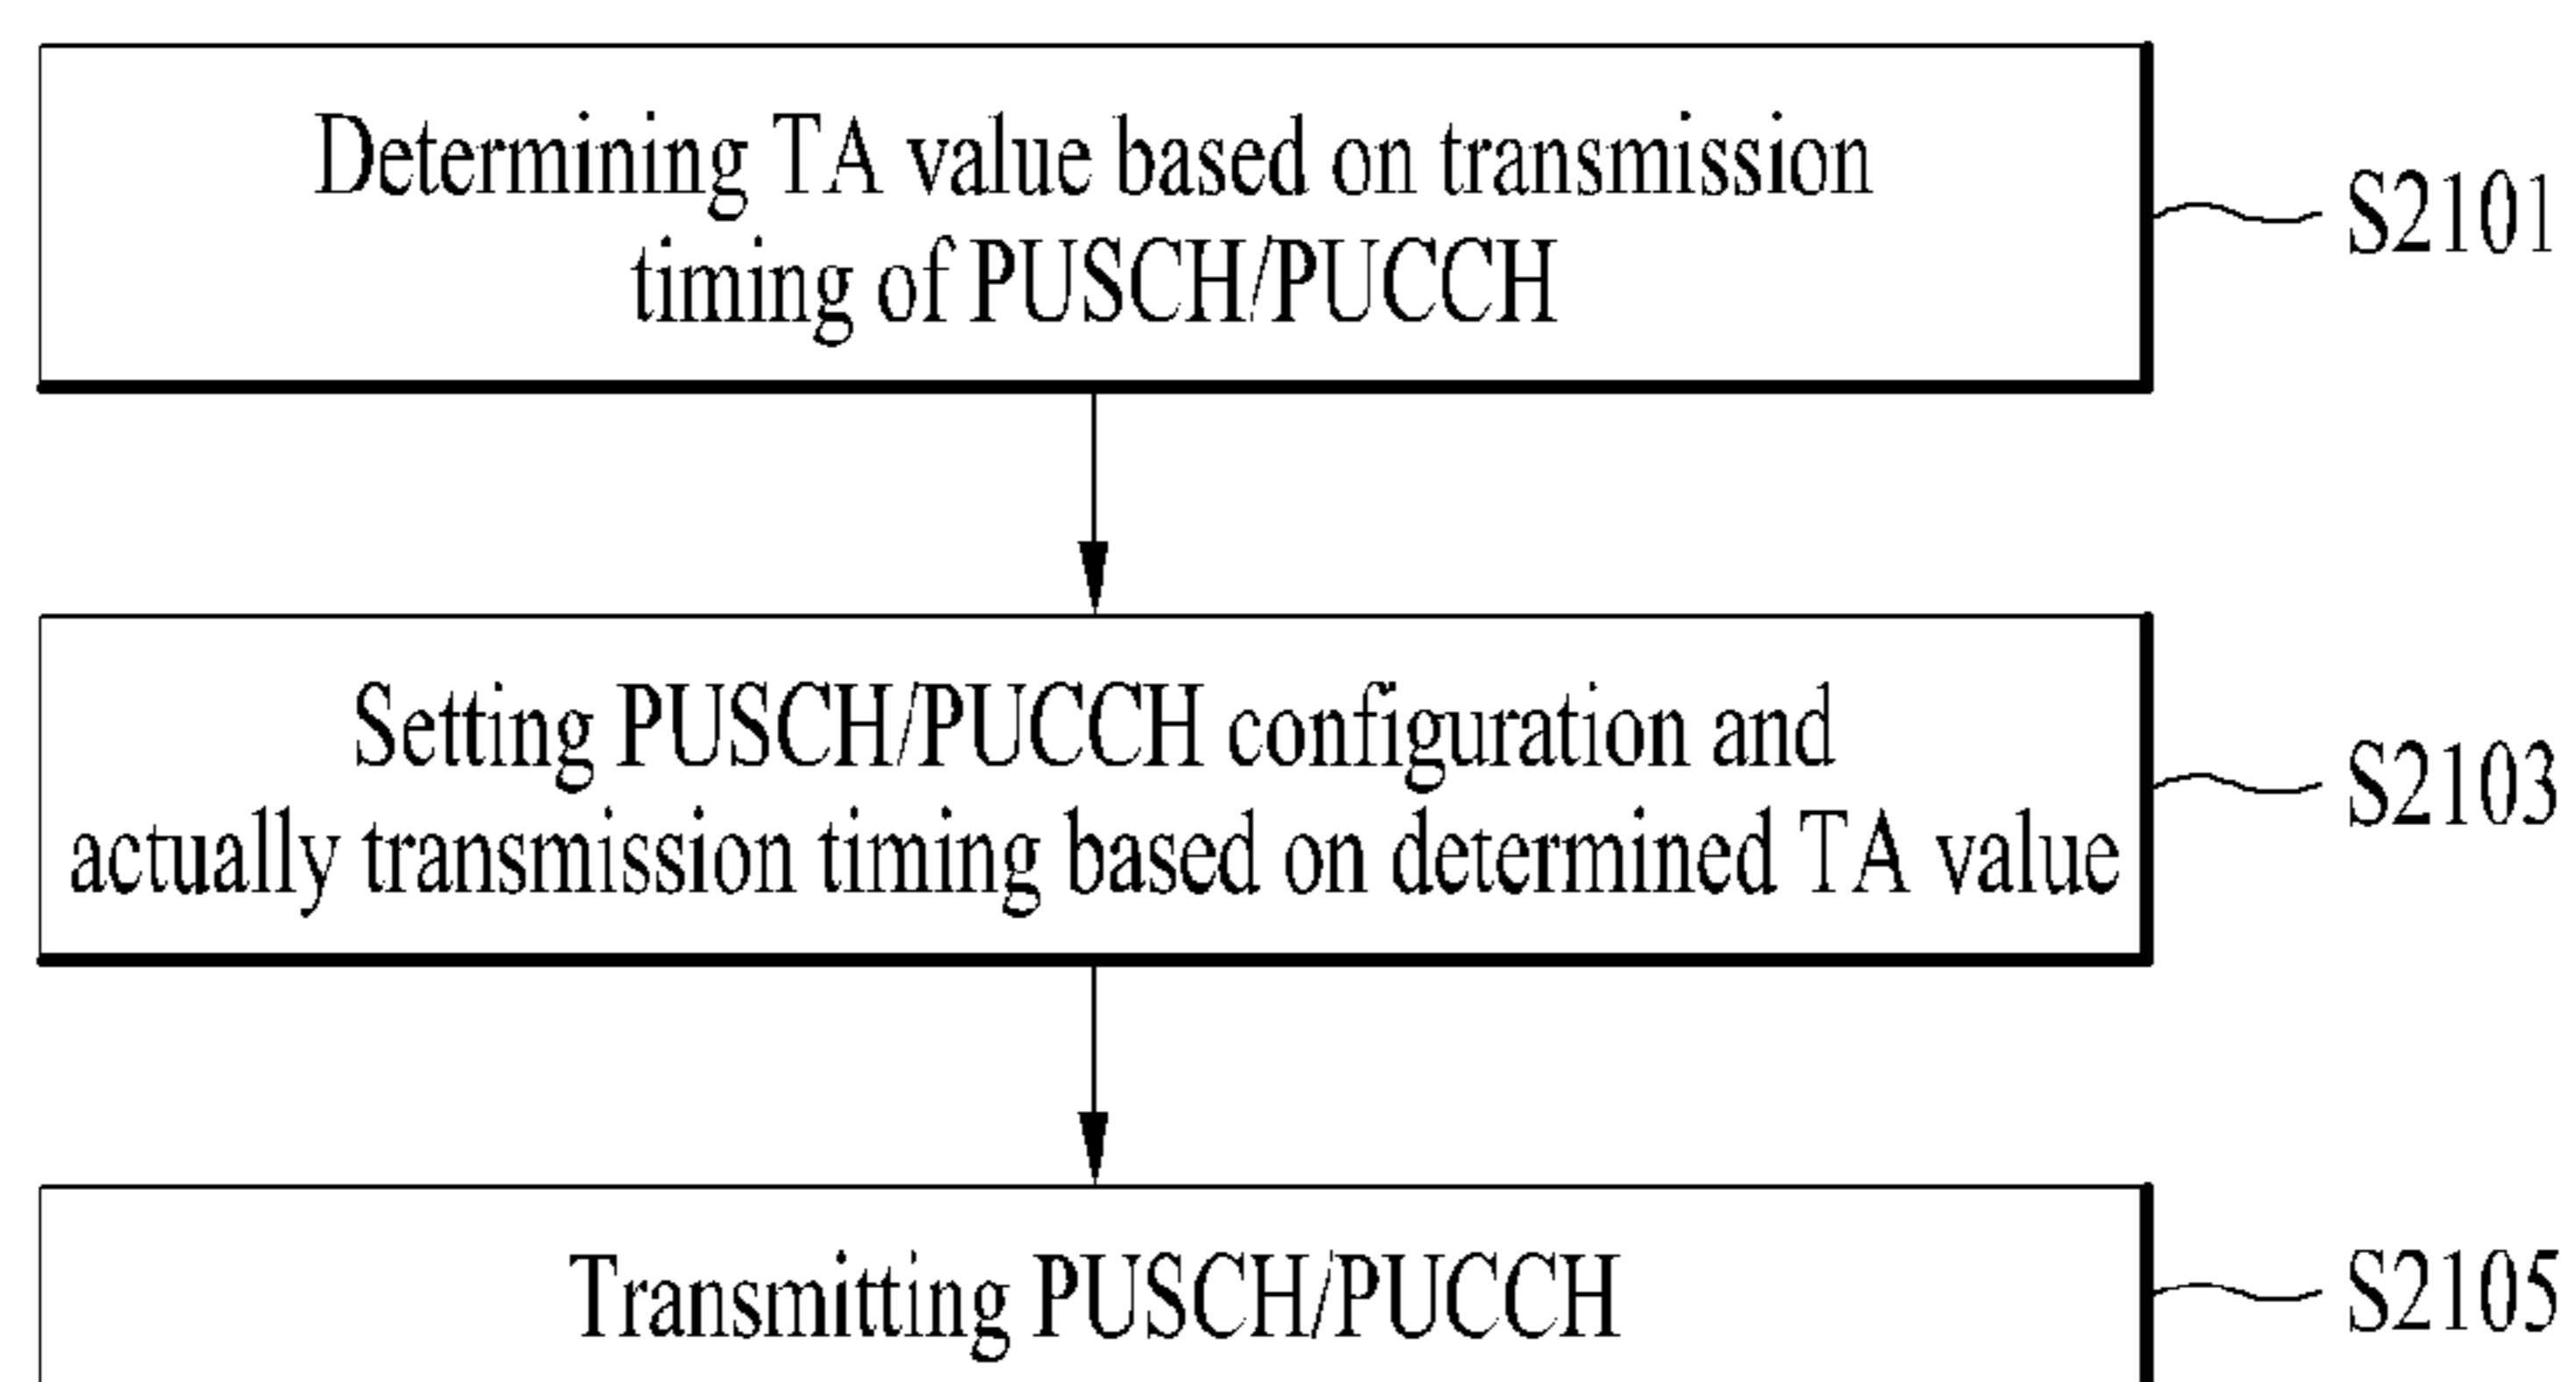 Determining TA value based on transmission
timing of PUSCH/PUCCH
S2101
Setting PUSCH/PUCCH configuration and
actually transmission timing based on determined TA value
S2103
Transmitting PUSCH/PUCCH
S2105